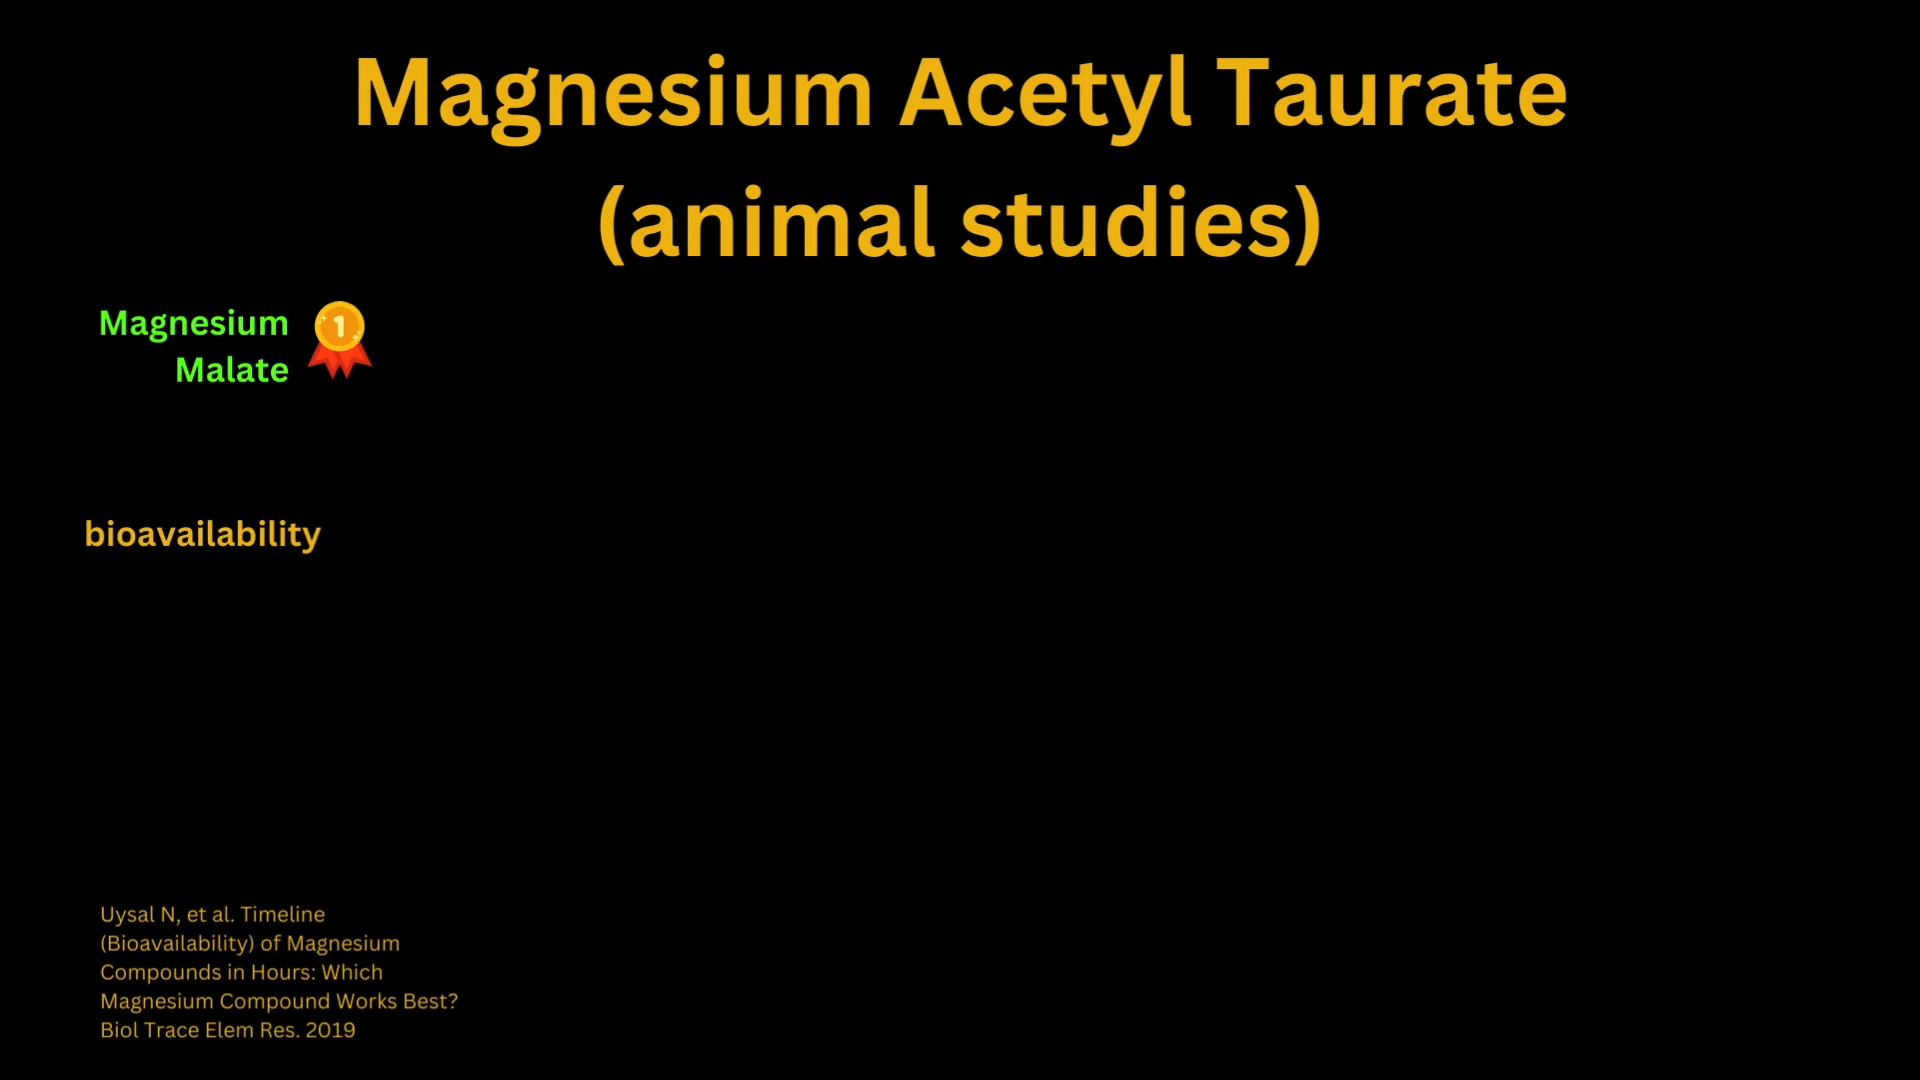 Magnesium Acetyl Taurate
(animal studies)
Magnesium
Malate
1
bioavailability
Uysal N, et al. Timeline
(Bioavailability) of Magnesium
Compounds in Hours: Which
Magnesium Compound Works Best?
Biol Trace Elem Res. 2019